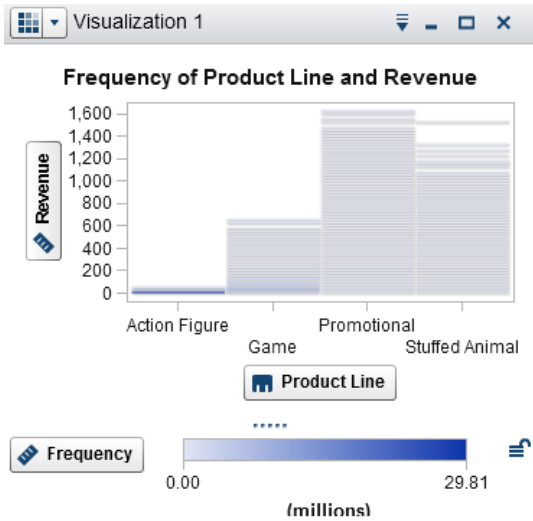 Visualization 1
Frequency of Product Line and Revenue
1,600
1,400
1,200
1,000
800
600
400
200
0
Revenue
Action Figure
Promotional
Game
Stuffed Animal
Product Line
Frequency
0.00
29.81
(millions)